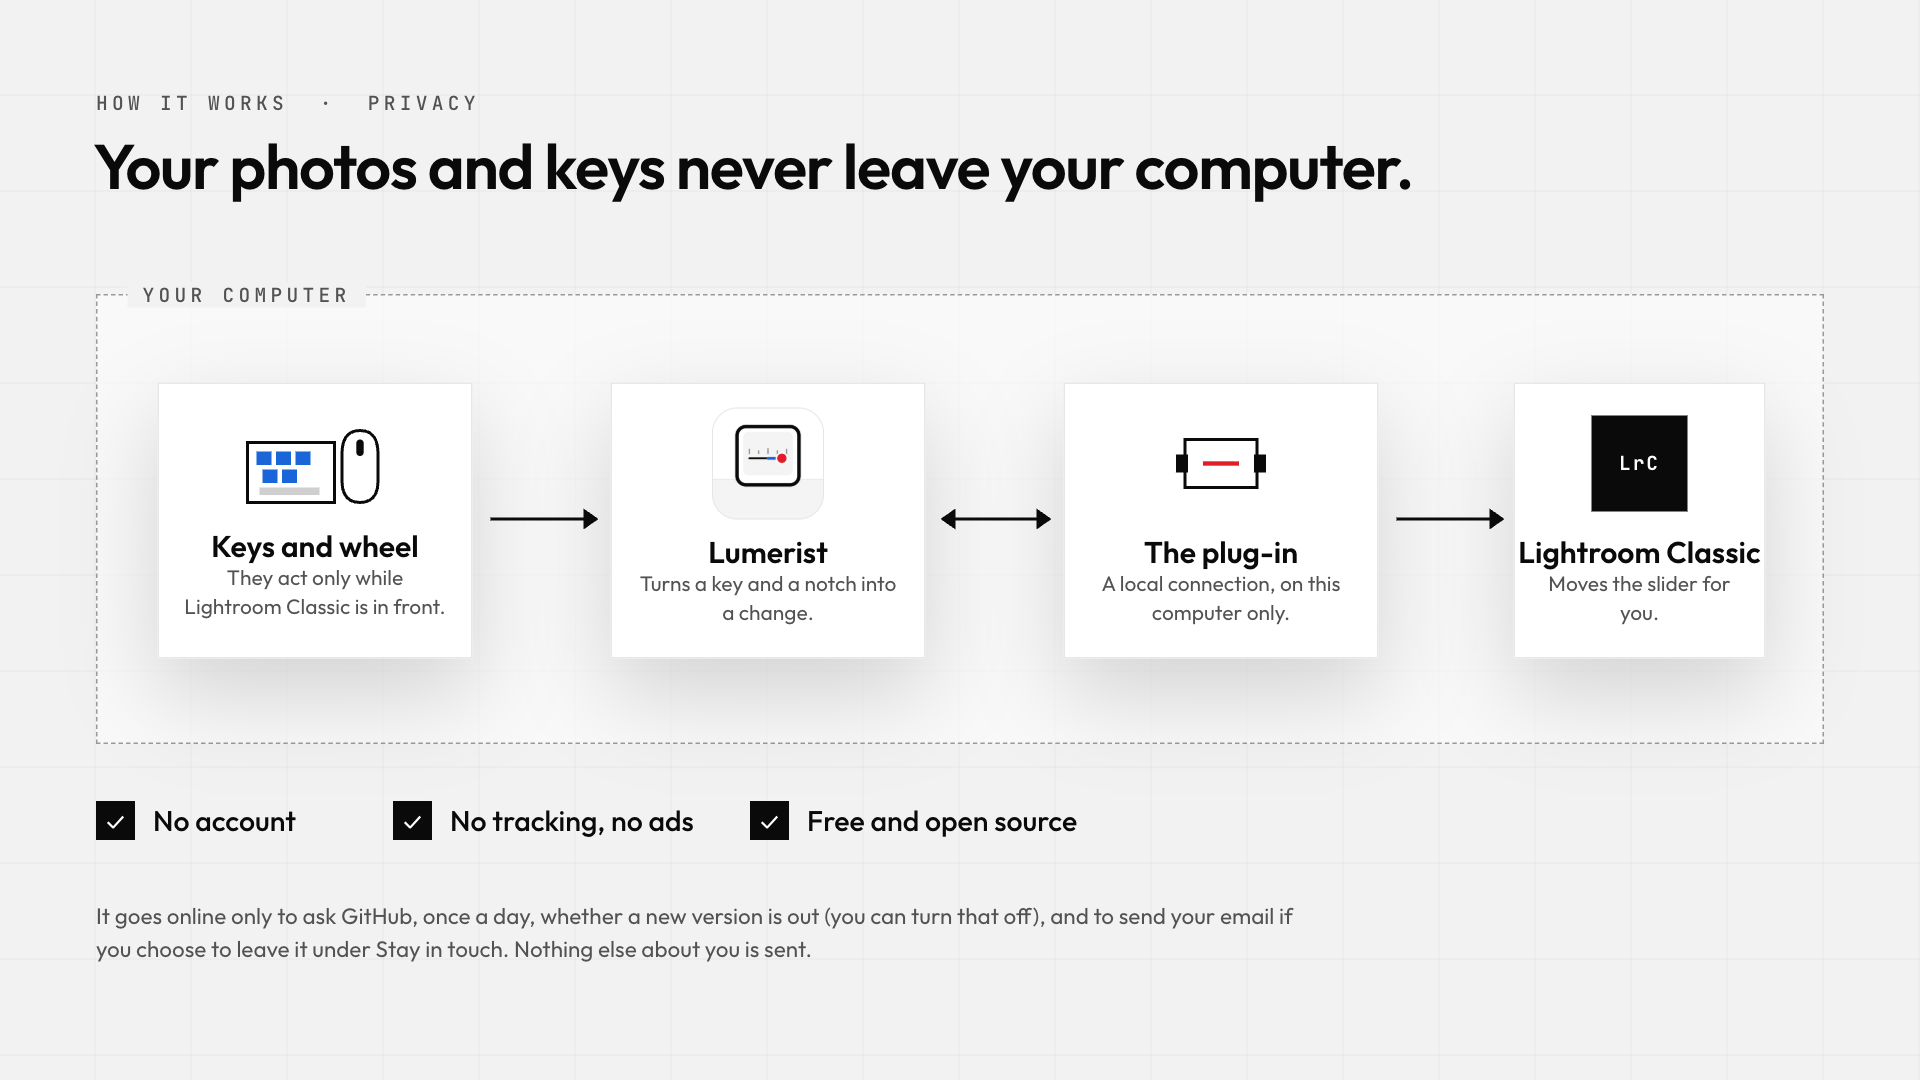 HOW IT WORKS · PRIVACY
Your photos and keys never leave your computer.
YOUR COMPUTER
Keys and wheel
They act only while
Lightroom Classic is in front.
Lumerist
Turns a key and a notch into
a change.
The plug-in
A local connection, on this
computer only.
LrC
Lightroom Classic
Moves the slider for
you.
No account
No tracking, no ads
Free and open source
It goes online only to ask GitHub, once a day, whether a new version is out (you can turn that off), and to send your email if
you choose to leave it under Stay in touch. Nothing else about you is sent.